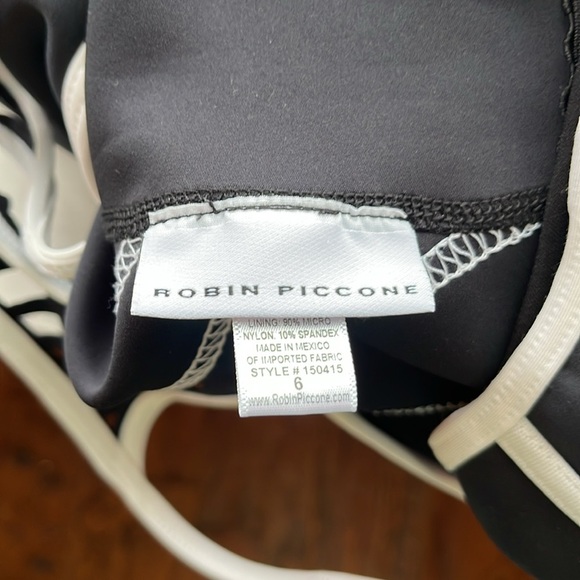 ROBIN PICCONE
LINING: 90% MICRO
NYLON. 10% SPANDEX
MADE IN MEXICO
OF IMPORTED FABRIC
STYLE # 150415
6
www.RobinPiccone.com